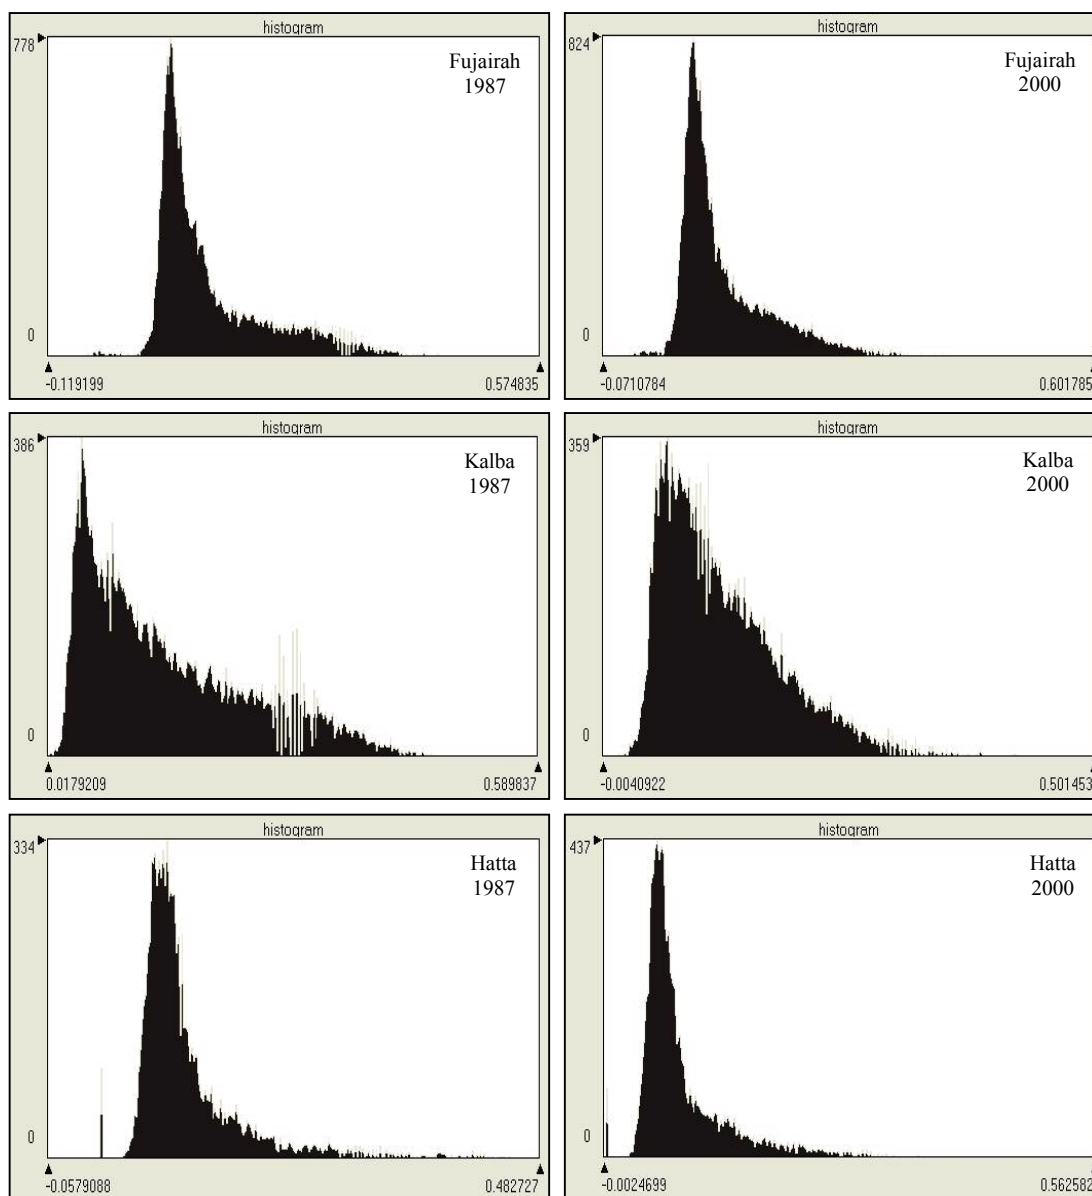 histogram
778
Fujairah
1987
0
-0.119199
0.574835
histogram
824
Fujairah
2000
0
-0.0710784
0.601785
histogram
386
Kalba
1987
0
0.0179209
0.589837
histogram
359
Kalba
2000
0
-0.0040922
0.501453
histogram
334
Hatta
1987
0
-0.0579088
0.482727
histogram
437
Hatta
2000
0
-0.0024699
0.562582